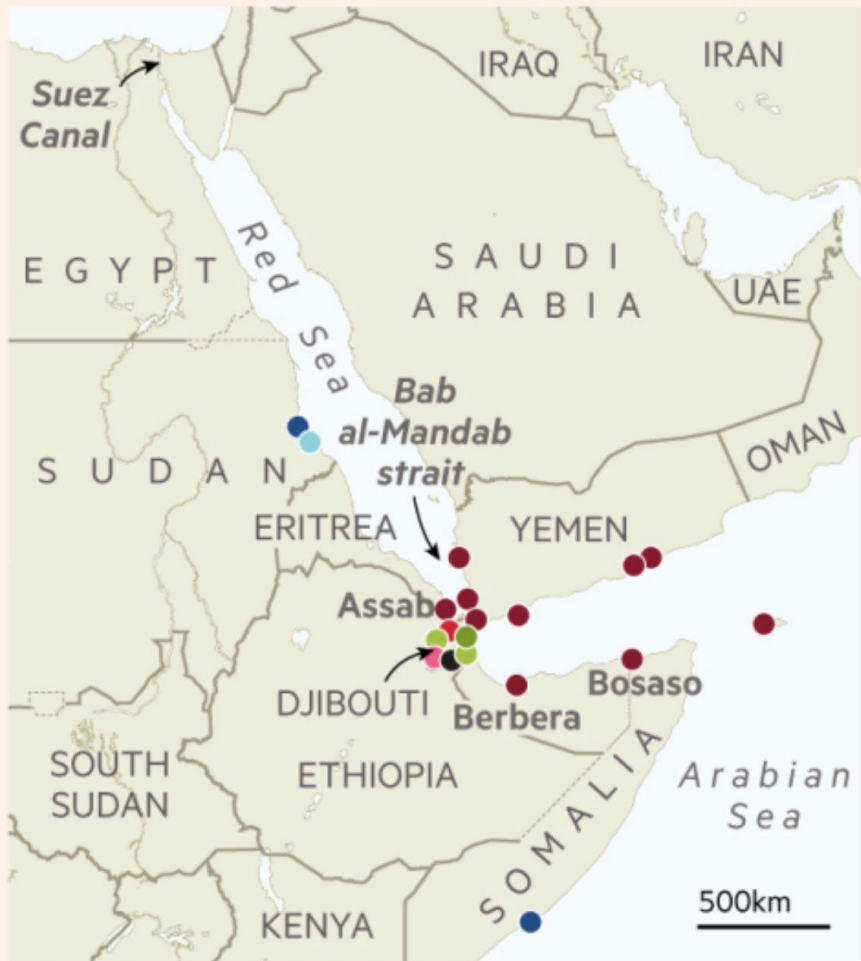 Suez
Canal
IRAQ
IRAN
EGYPT
Red Sea
SAUDI
ARABIA
UAE
Bab
al-Mandab
strait
OMAN
SUDAN
ERITREA
YEMEN
Assab
DJIBOUTI
Berbera
Bosaso
SOUTH
SUDAN
ETHIOPIA
SOMALIA
Arabian
Sea
KENYA
500km